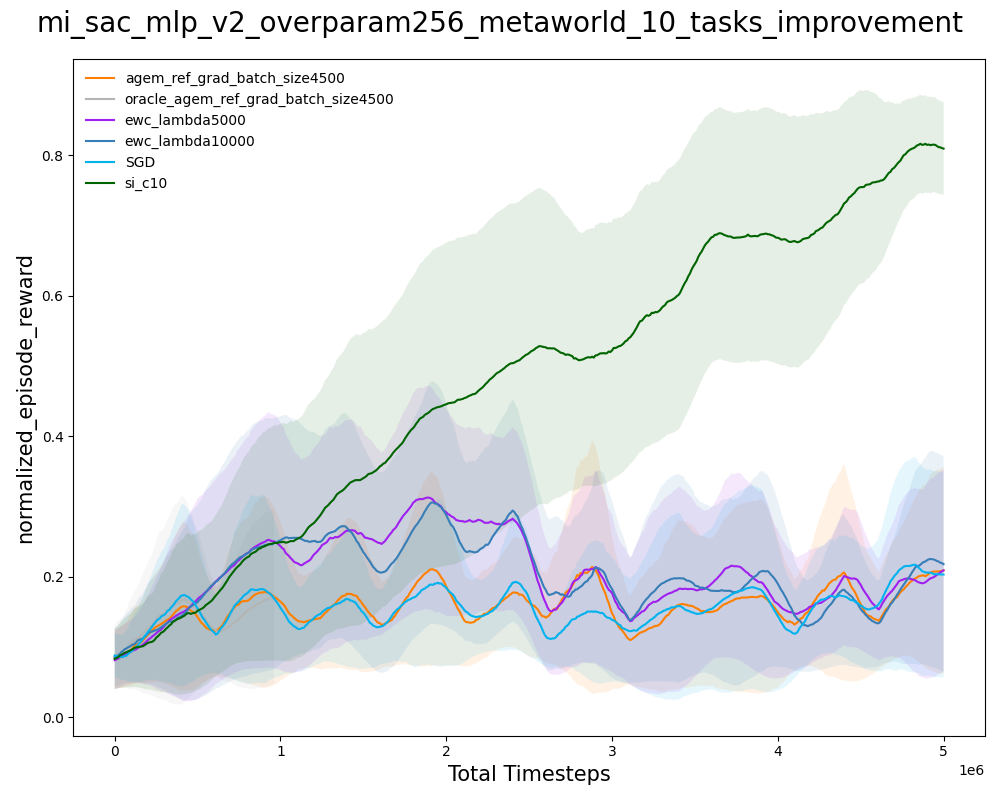 mi_sac_mlp_v2_overparam256_metaworld_10_tasks_improvement
agem_ref_grad_batch_size4500
oracle_agem_ref_grad_batch_size4500
ewc_lambda5000
ewc_lambda10000
SGD
si_c10
normalized_episode_reward
0.8
0.6
0.4
0.2
0.0
0 1 2 3 4 5
1e6
Total Timesteps